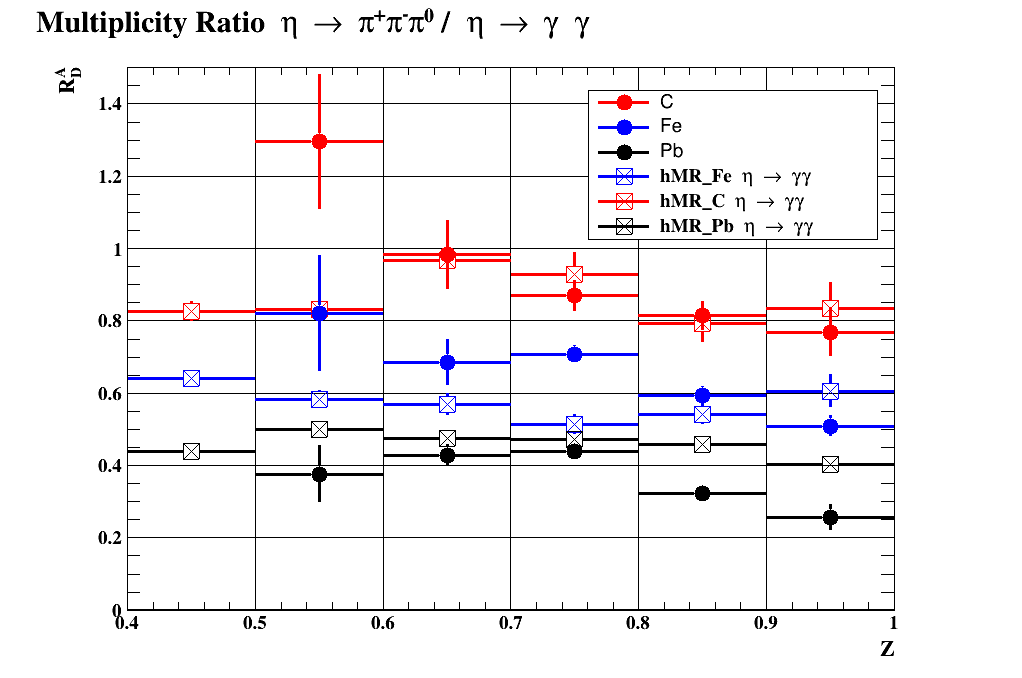 Multiplicity Ratio η → π⁺π⁻π⁰ / η → γ γ
R_D^A
1.4
1.2
1
0.8
0.6
0.4
0.2
0
C
Fe
Pb
hMR_Fe η → γγ
hMR_C η → γγ
hMR_Pb η → γγ
0.4 0.5 0.6 0.7 0.8 0.9 1
Z